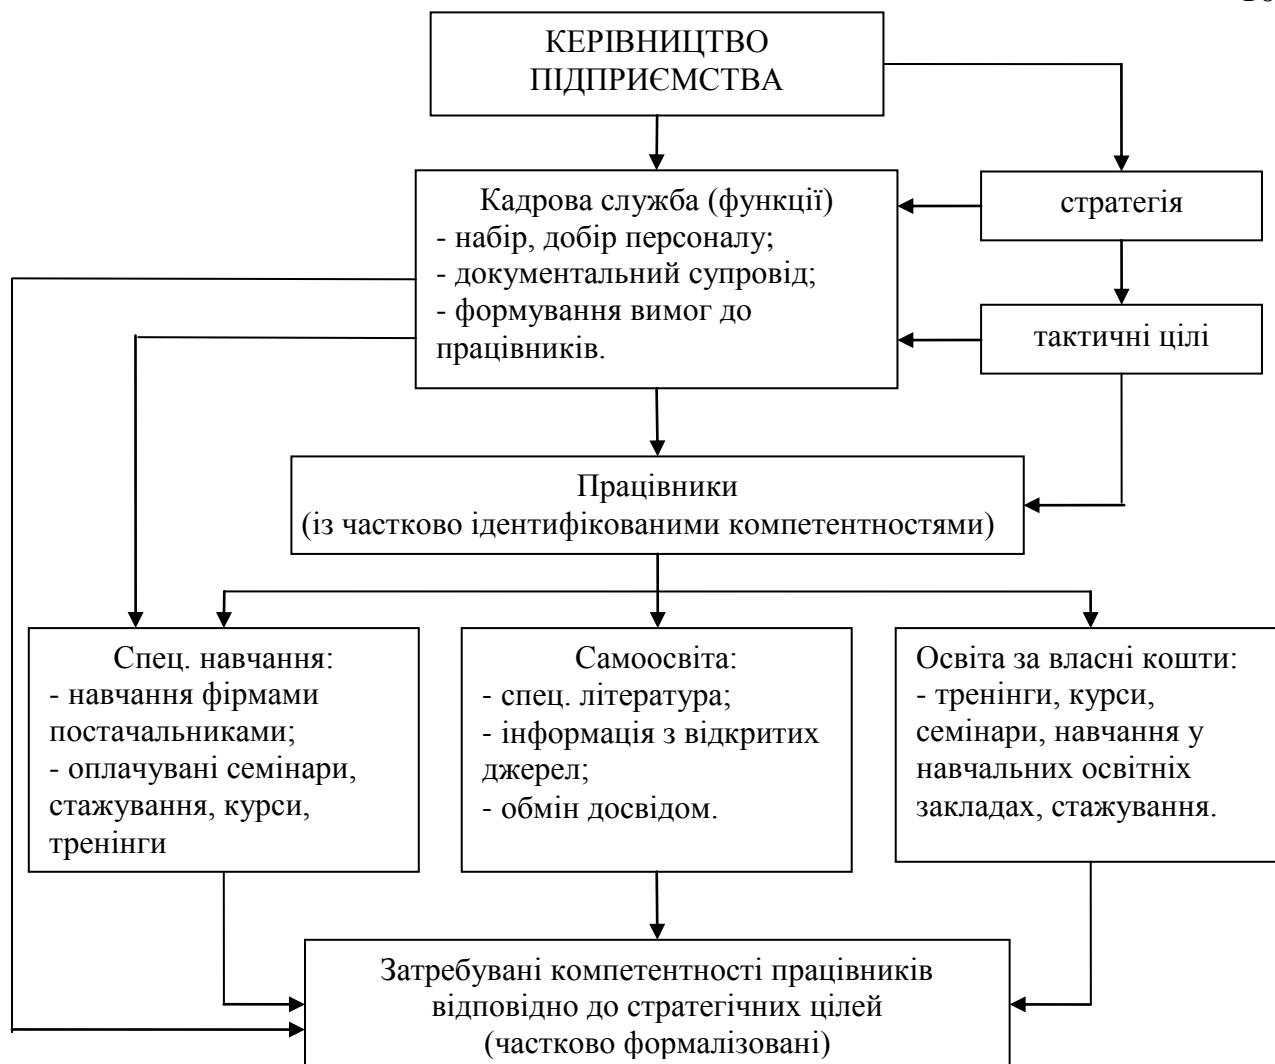 КЕРІВНИЦТВО
ПІДПРИЄМСТВА
Кадрова служба (функції)
- набір, добір персоналу;
- документальний супровід;
- формування вимог до
працівників.
стратегія
тактичні цілі
Працівники
(із частково ідентифікованими компетентностями)
Спец. навчання:
- навчання фірмами
постачальниками;
- оплачувані семінари,
стажування, курси,
тренінги
Самоосвіта:
- спец. література;
- інформація з відкритих
джерел;
- обмін досвідом.
Освіта за власні кошти:
- тренінги, курси,
семінари, навчання у
навчальних освітніх
закладах, стажування.
Затребувані компетентності працівників
відповідно до стратегічних цілей
(частково формалізовані)